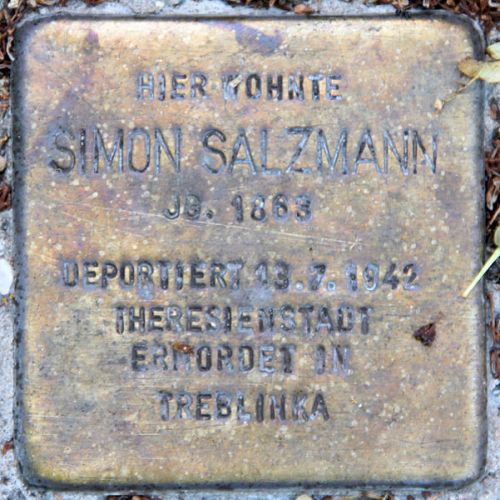 HIER WOHNTE
SIMON SALZMANN
JG. 1863
DEPORTIERT 13.7.1942
THERESIENSTADT
ERMORDET IN
TREBLINKA